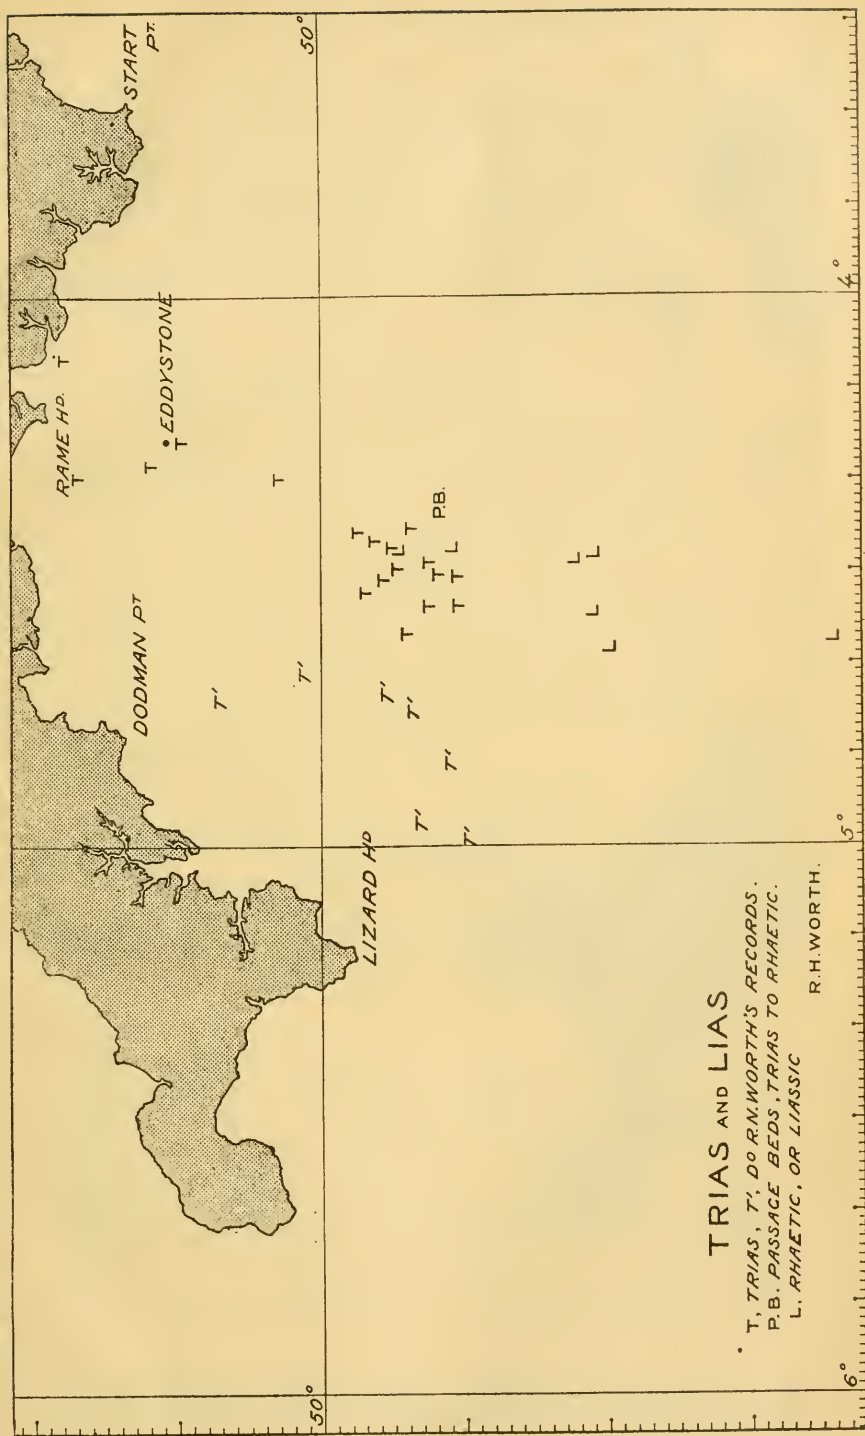 RAME HD.
T
T
START PT.
DODMAN PT
T
• EDDYSTONE
T
T'
T
T'
50°
50°
LIZARD HD
T
T
T
T
T'
T
T
L
T
T
T'
T'
T
T
T
P.B.
T'
L
T
T
T'
L
L
L
L
TRIAS AND LIAS
T, TRIAS, T', DO R.N.WORTH'S RECORDS.
P.B. PASSAGE BEDS, TRIAS TO RHAETIC.
L. RHAETIC, OR LIASSIC
R.H.WORTH.
L
6°
5°
4°